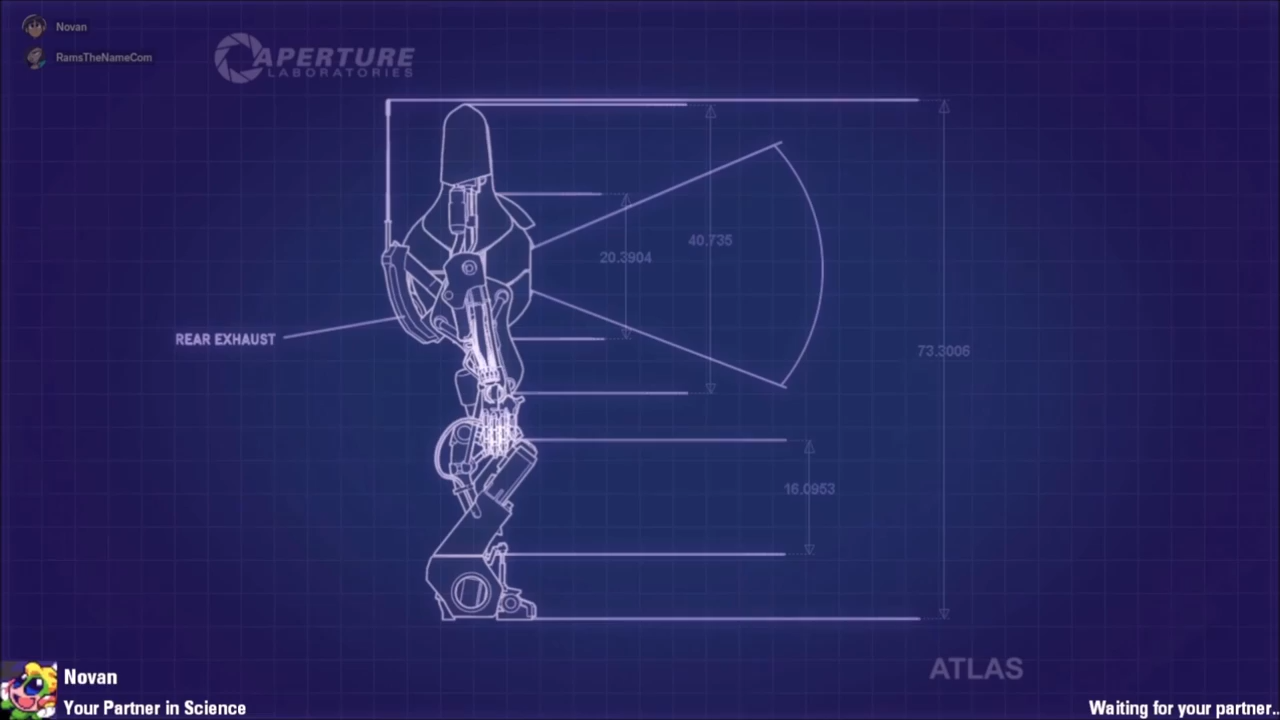 Novan
RamsTheNameCom
APERTURE
LABORATORIES
40.735
20.3904
REAR EXHAUST
73.3006
16.0953
ATLAS
Novan
Your Partner in Science
Waiting for your partner..